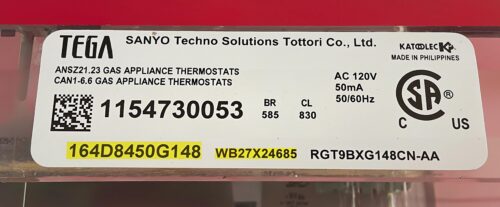 TEGA SANYO Techno Solutions Tottori Co., Ltd.
KATOOLEC K
MADE IN PHILIPPINES
ANSZ21.23 GAS APPLIANCE THERMOSTATS
CAN1-6.6 GAS APPLIANCE THERMOSTATS
AC 120V
50mA
50/60Hz
1154730053
BR CL
585 830
C US
164D8450G148 WB27X24685 RGT9BXG148CN-AA